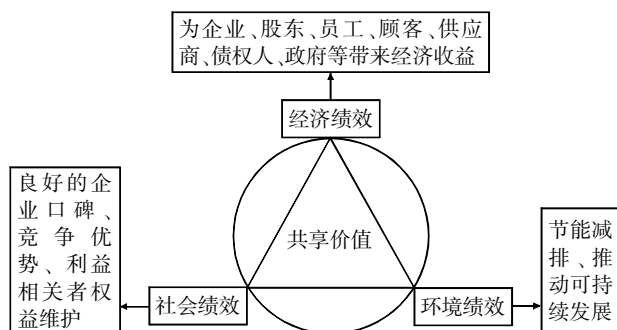 为企业、股东、员工、顾客、供应
商、债权人、政府等带来经济收益
经济绩效
良好的企
业口碑、
竞争优
势、利益
相关者权
益维护
共享价值
节能减
排、推
动可持
续发展
社会绩效
环境绩效